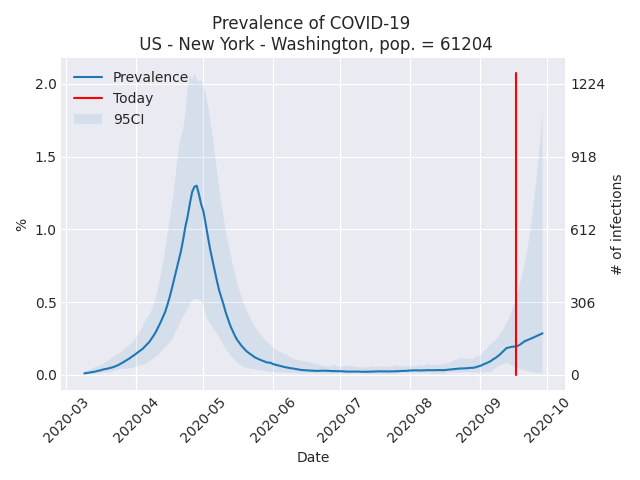 Prevalence of COVID-19
US - New York - Washington, pop. = 61204
Prevalence
Today
95CI
2.0
1.5
1.0
0.5
0.0
%
1224
918
612
306
0
# of infections
2020-03
2020-04
2020-05
2020-06
2020-07
2020-08
2020-09
2020-10
Date